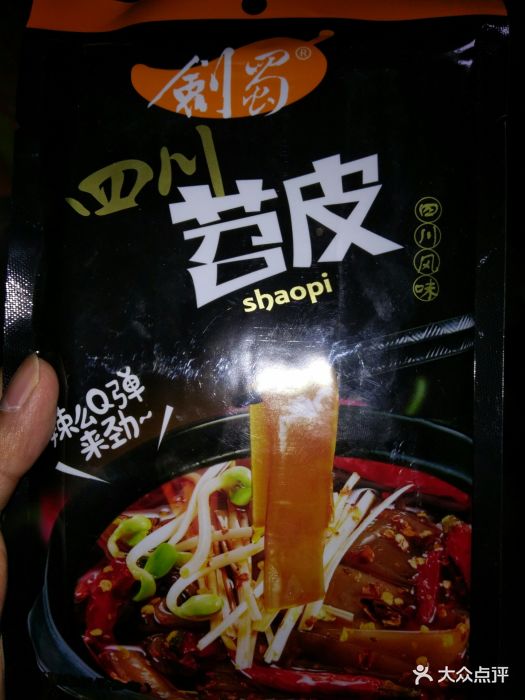 剑蜀®
四川
苕皮
shaopi
四川风味
辣么Q弹
来劲~
大众点评